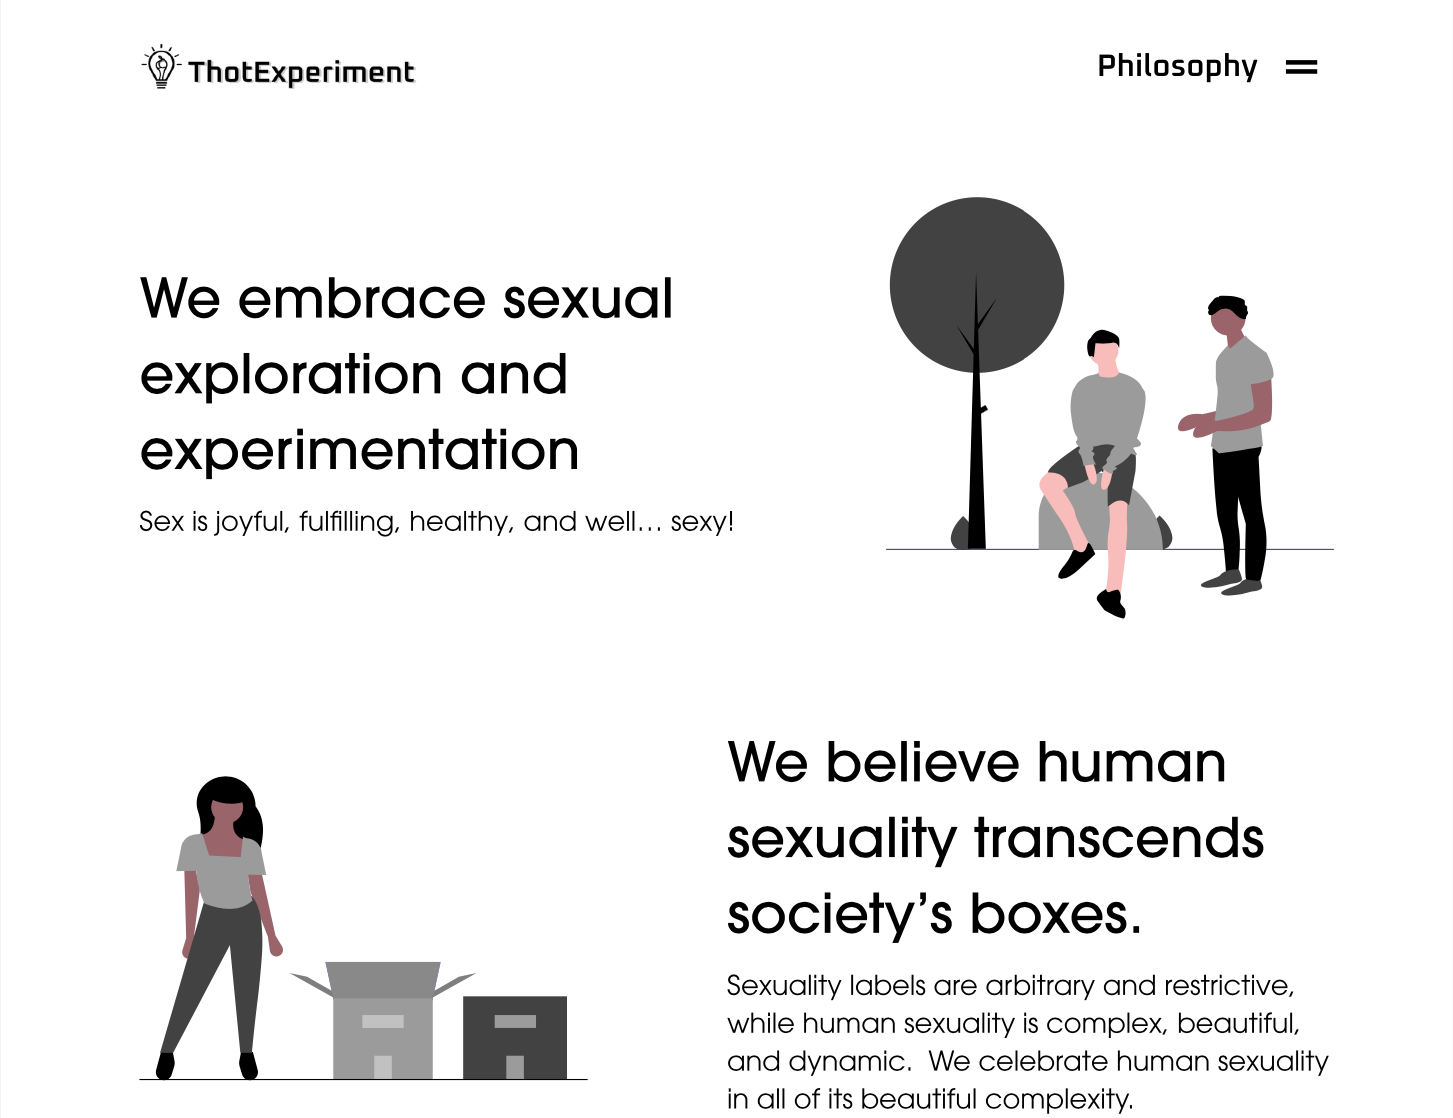 ThotExperiment
Philosophy
We embrace sexual
exploration and
experimentation
Sex is joyful, fulfilling, healthy, and well... sexy!
We believe human
sexuality transcends
society’s boxes.
Sexuality labels are arbitrary and restrictive,
while human sexuality is complex, beautiful,
and dynamic.  We celebrate human sexuality
in all of its beautiful complexity.